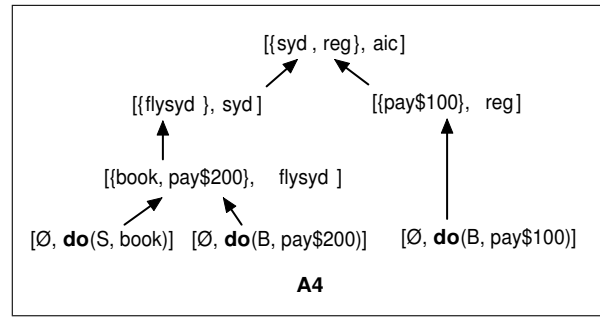 [{syd , reg}, aic]
[{flysyd }, syd ] [{pay$100}, reg]
[{book, pay$200}, flysyd ]
[Ø, do(S, book)] [Ø, do(B, pay$200)] [Ø, do(B, pay$100)]
A4